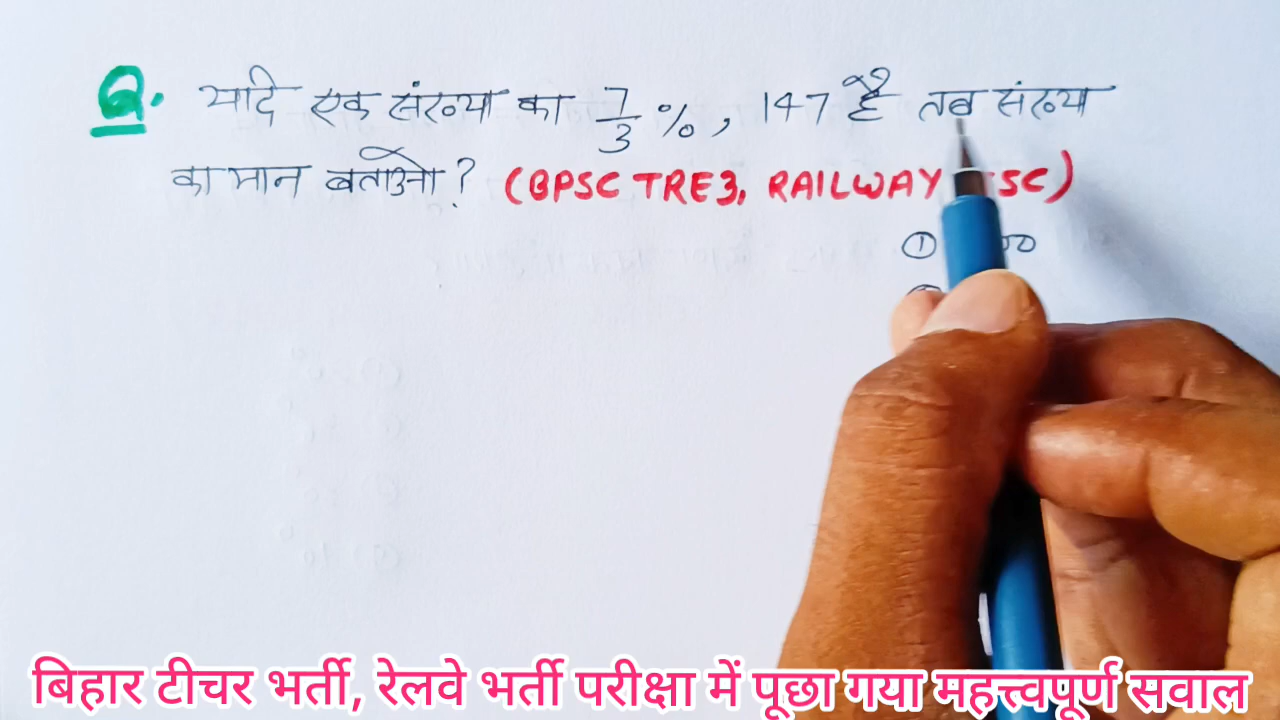 Q. यदि एक संख्या का 7/3 %, 147 है तब संख्या
का मान बताओ? (BPSC TRE3, RAILWAY
①
बिहार टीचर भर्ती, रेलवे भर्ती परीक्षा में पूछा गया महत्त्वपूर्ण सवाल